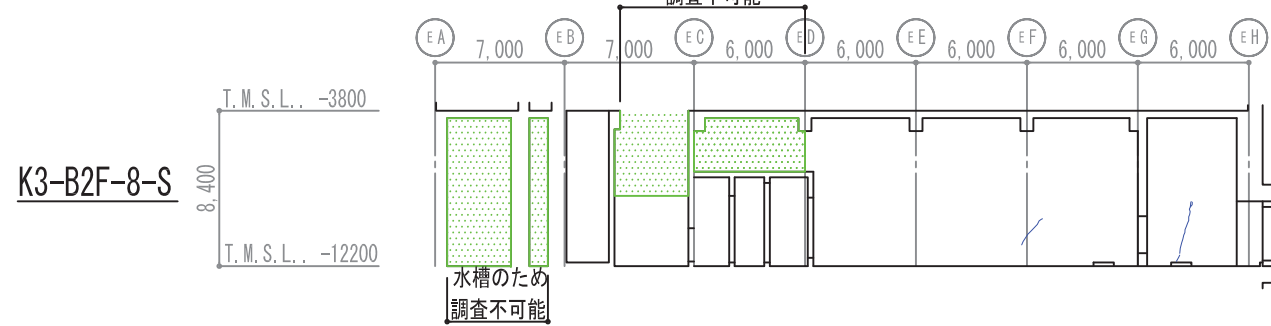 調査不可能
EA EB EC ED EE EF EG EH
7,000 7,000 6,000 6,000 6,000 6,000 6,000
T.M.S.L.. -3800
8,400
K3-B2F-8-S
T.M.S.L.. -12200
水槽のため
調査不可能